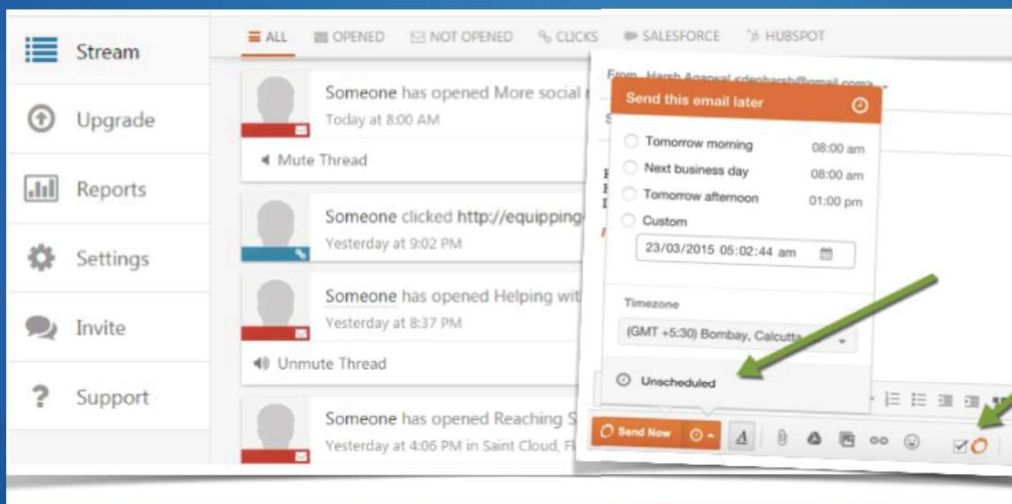 Stream
Upgrade
Reports
Settings
Invite
Support
ALL OPENED NOT OPENED CLICKS SALESFORCE HUBSPOT
Someone has opened More social
Today at 8:00 AM
Mute Thread
Someone clicked http://equipping
Yesterday at 9:02 PM
Someone has opened Helping wit
Yesterday at 8:37 PM
Unmute Thread
Someone has opened Reaching S
Yesterday at 4:06 PM in Saint Cloud, Fl
From Harsh Agarwal
Send this email later
Tomorrow morning 08:00 am
Next business day 08:00 am
Tomorrow afternoon 01:00 pm
Custom
23/03/2015 05:02:44 am
Timezone
(GMT +5:30) Bombay, Calcutta
Unscheduled
Send Now